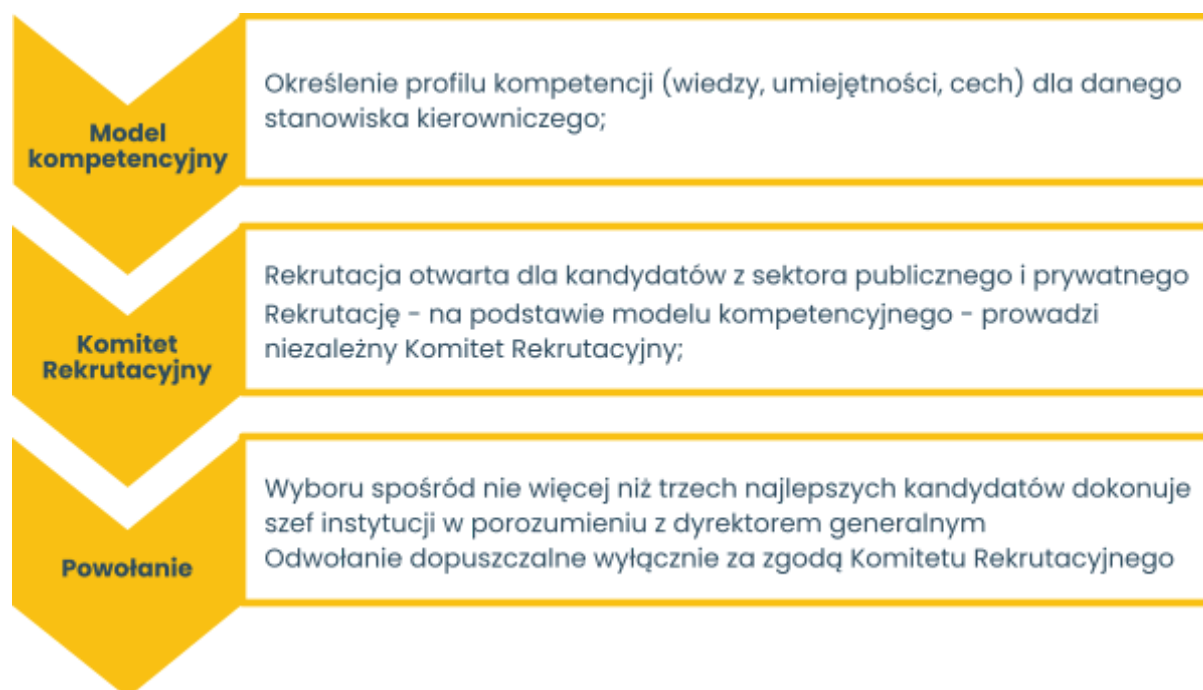 Model
kompetencyjny
Określenie profilu kompetencji (wiedzy, umiejętności, cech) dla danego
stanowiska kierowniczego;
Komitet
Rekrutacyjny
Rekrutacja otwarta dla kandydatów z sektora publicznego i prywatnego
Rekrutację - na podstawie modelu kompetencyjnego - prowadzi
niezależny Komitet Rekrutacyjny;
Powołanie
Wyboru spośród nie więcej niż trzech najlepszych kandydatów dokonuje
szef instytucji w porozumieniu z dyrektorem generalnym
Odwołanie dopuszczalne wyłącznie za zgodą Komitetu Rekrutacyjnego